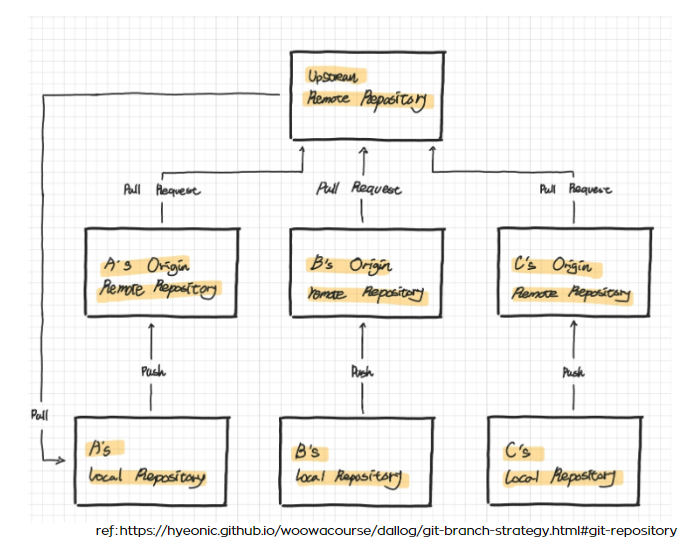 Upstream
Remote Repository
Pull Request
Pull Request
Pull Request
A's Origin
Remote Repository
B's Origin
remote Repository
C's Origin
Remote Repository
Push
Push
Push
Pull
A's
Local Repository
B's
Local Repository
C's
Local Repository
ref:https://hyeonic.github.io/woowacourse/dallog/git-branch-strategy.html#git-repository